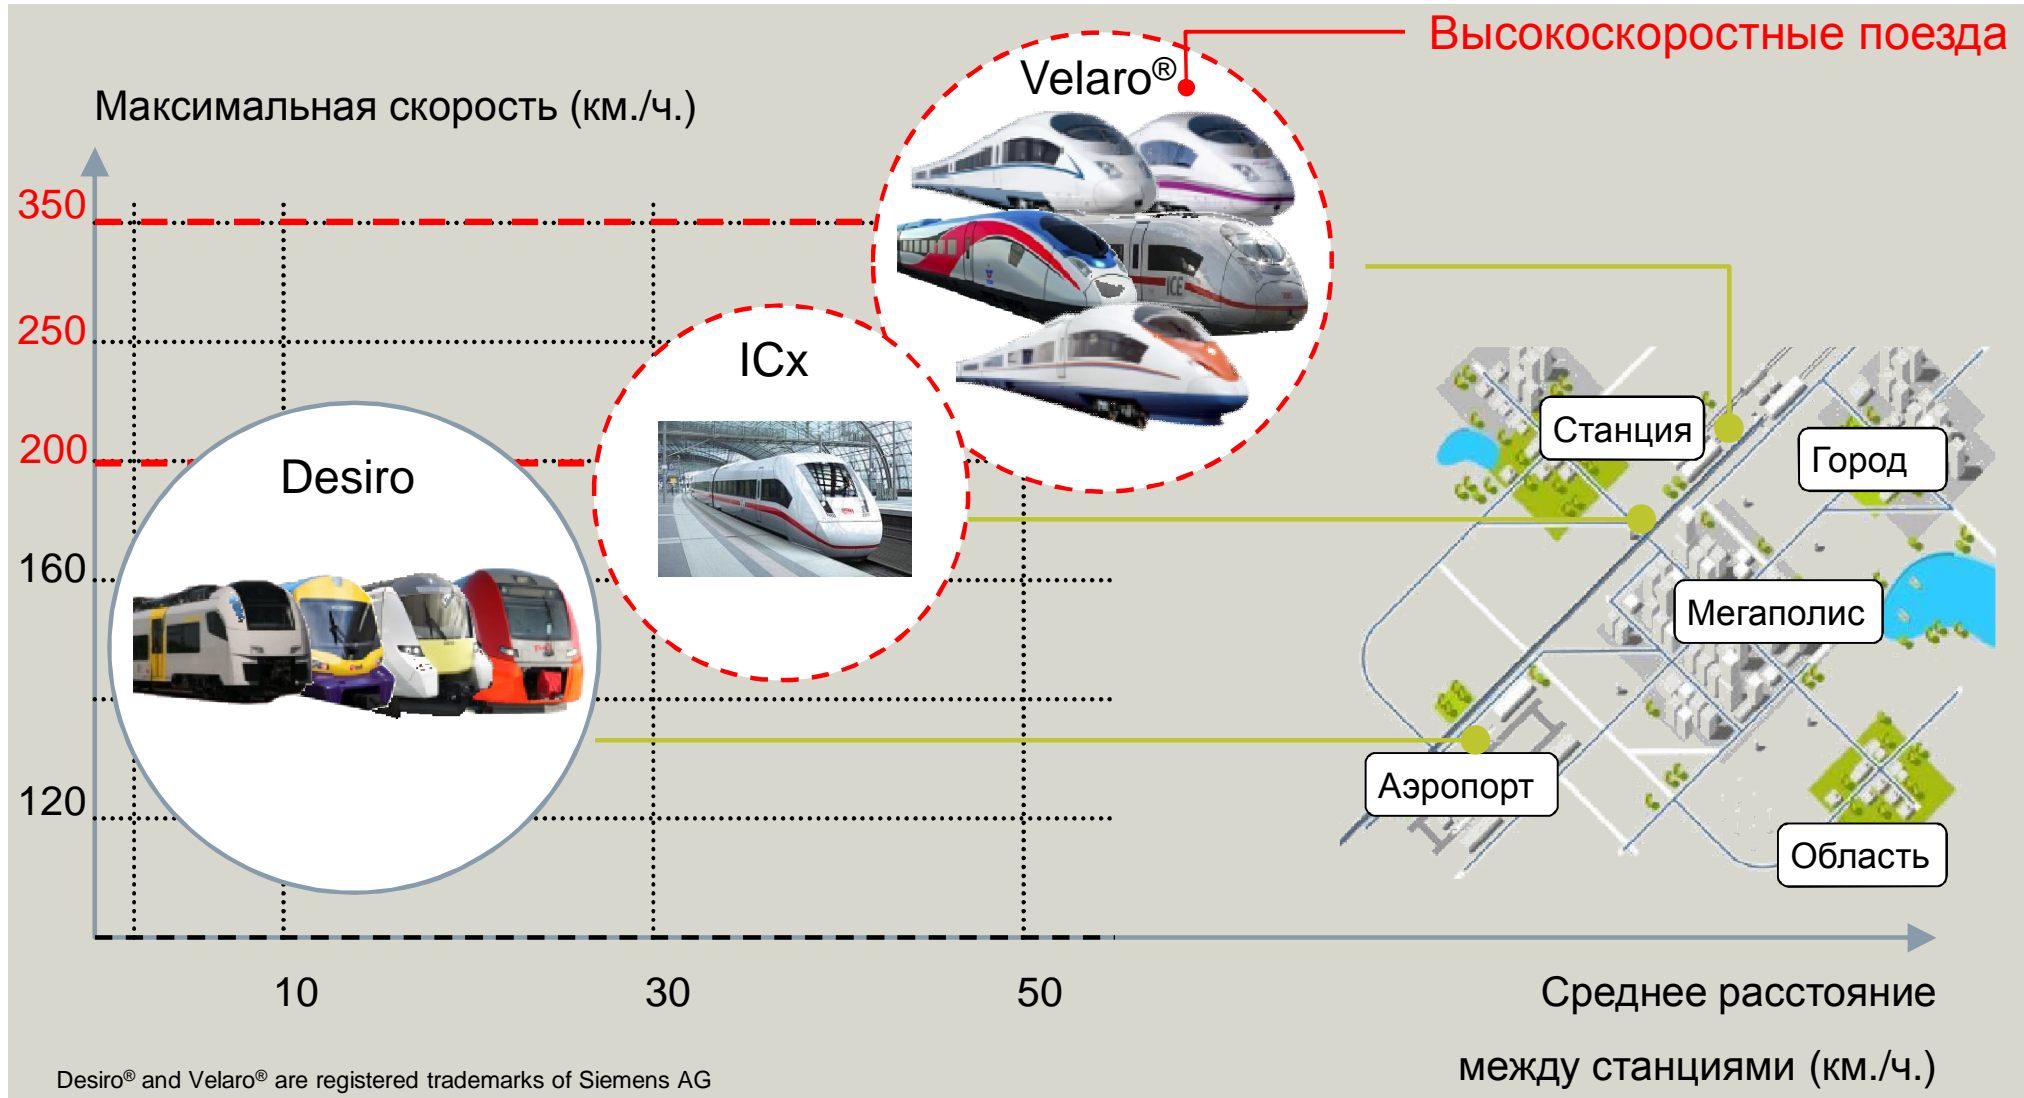 Высокоскоростные поезда
Velaro®
Максимальная скорость (км./ч.)
350
250
ICx
ICE
200
Desiro
Станция
Город
160
Мегаполис
120
Аэропорт
Область
10
30
50
Среднее расстояние
между станциями (км./ч.)
Desiro® and Velaro® are registered trademarks of Siemens AG